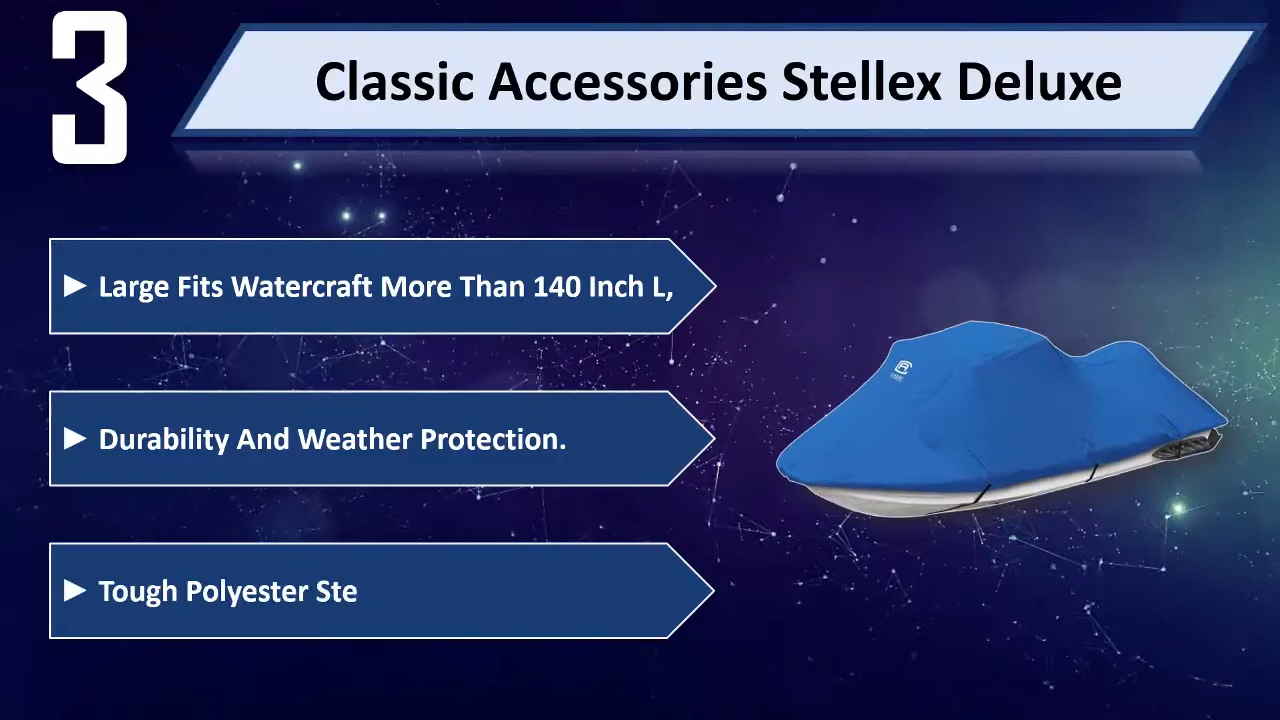 3
Classic Accessories Stellex Deluxe
► Large Fits Watercraft More Than 140 Inch L,
► Durability And Weather Protection.
► Tough Polyester Ste